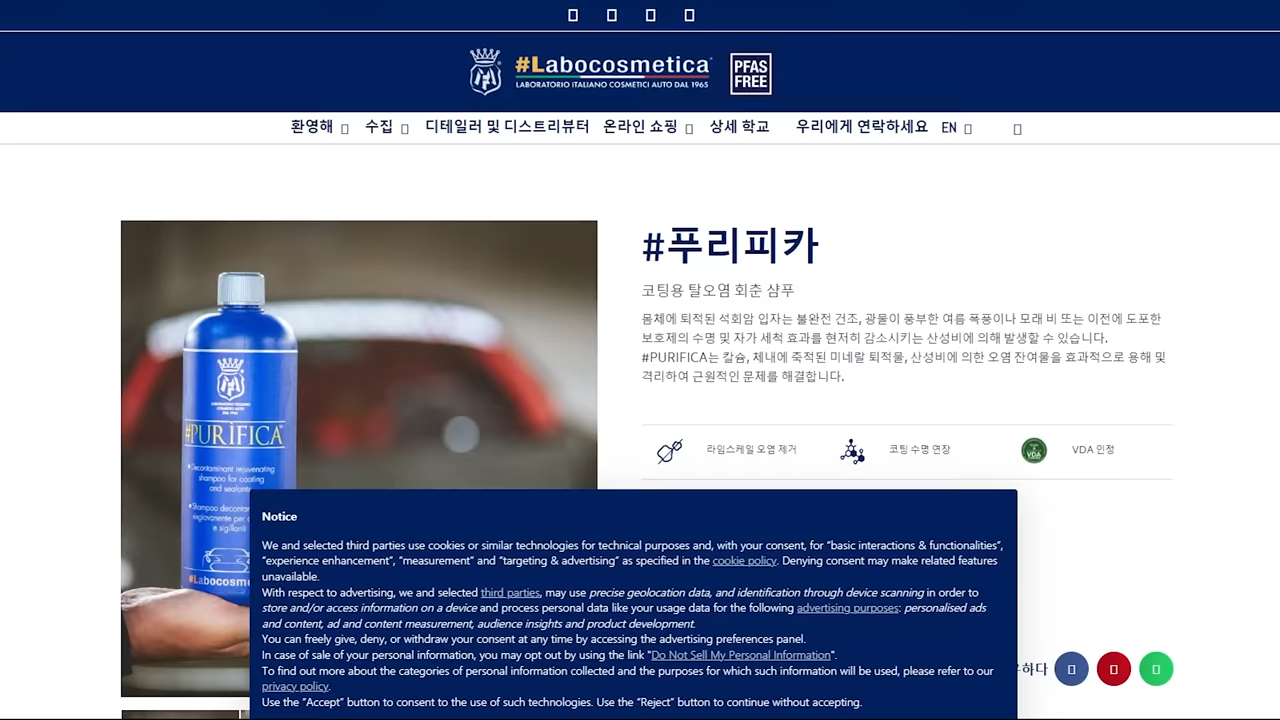 #Labocosmetica
LABORATORIO ITALIANO COSMETICI AUTO DAL 1965
PFAS
FREE
환영해 수집 디테일러 및 디스트리뷰터 온라인 쇼핑 상세 학교 우리에게 연락하세요 EN
#푸리피카
코팅용 탈오염 회춘 샴푸
몸체에 퇴적된 석회암 입자는 불완전 건조, 광물이 풍부한 여름 폭풍이나 모래 비 또는 이전에 도포한
보호제의 수명 및 자가 세척 효과를 현저히 감소시키는 산성비에 의해 발생할 수 있습니다.
#PURIFICA는 칼슘, 체내에 축적된 미네랄 퇴적물, 산성비에 의한 오염 잔여물을 효과적으로 용해 및
격리하여 근원적인 문제를 해결합니다.
라임스케일 오염 제거 코팅 수명 연장 VDA 인정
VDA
LABORATORIO ITALIANO
COSMETICI AUTO
DAL 1965
#PURÌFICA
Decontaminant rejuvenating
shampoo for coating
and sealants
Shampoo
e sigillanti
#Labocosme
Notice
We and selected third parties use cookies or similar technologies for technical purposes and, with your consent, for “basic interactions & functionalities”,
“experience enhancement”, “measurement” and “targeting & advertising” as specified in the cookie policy. Denying consent may make related features
unavailable.
With respect to advertising, we and selected third parties, may use precise geolocation data, and identification through device scanning in order to
store and/or access information on a device and process personal data like your usage data for the following advertising purposes: personalised ads
and content, ad and content measurement, audience insights and product development.
You can freely give, deny, or withdraw your consent at any time by accessing the advertising preferences panel.
In case of sale of your personal information, you may opt out by using the link "Do Not Sell My Personal Information".
To find out more about the categories of personal information collected and the purposes for which such information will be used, please refer to our
privacy policy.
Use the “Accept” button to consent to the use of such technologies. Use the “Reject” button to continue without accepting.
하다